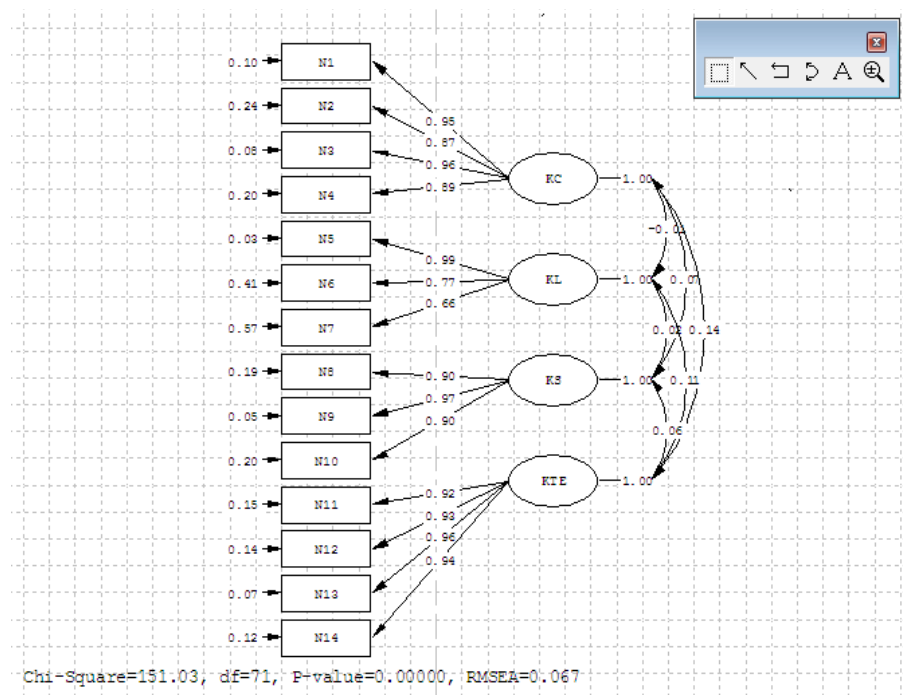 0.10 N1
0.24 N2
0.95
0.87
0.08 N3
0.96
0.20 N4
0.89
KC 1.00
0.03 N5
0.99
0.41 N6
0.77
KL 1.00
0.07
0.66
0.57 N7
0.02 0.14
0.19 N8
0.90
KS 1.00
0.11
0.97
0.05 N9
0.90
0.06
0.20 N10
KTE 1.00
0.92
0.15 N11
0.93
0.96
0.14 N12
0.94
0.07 N13
0.12 N14
Chi-Square=151.03, df=71, P-value=0.00000, RMSEA=0.067